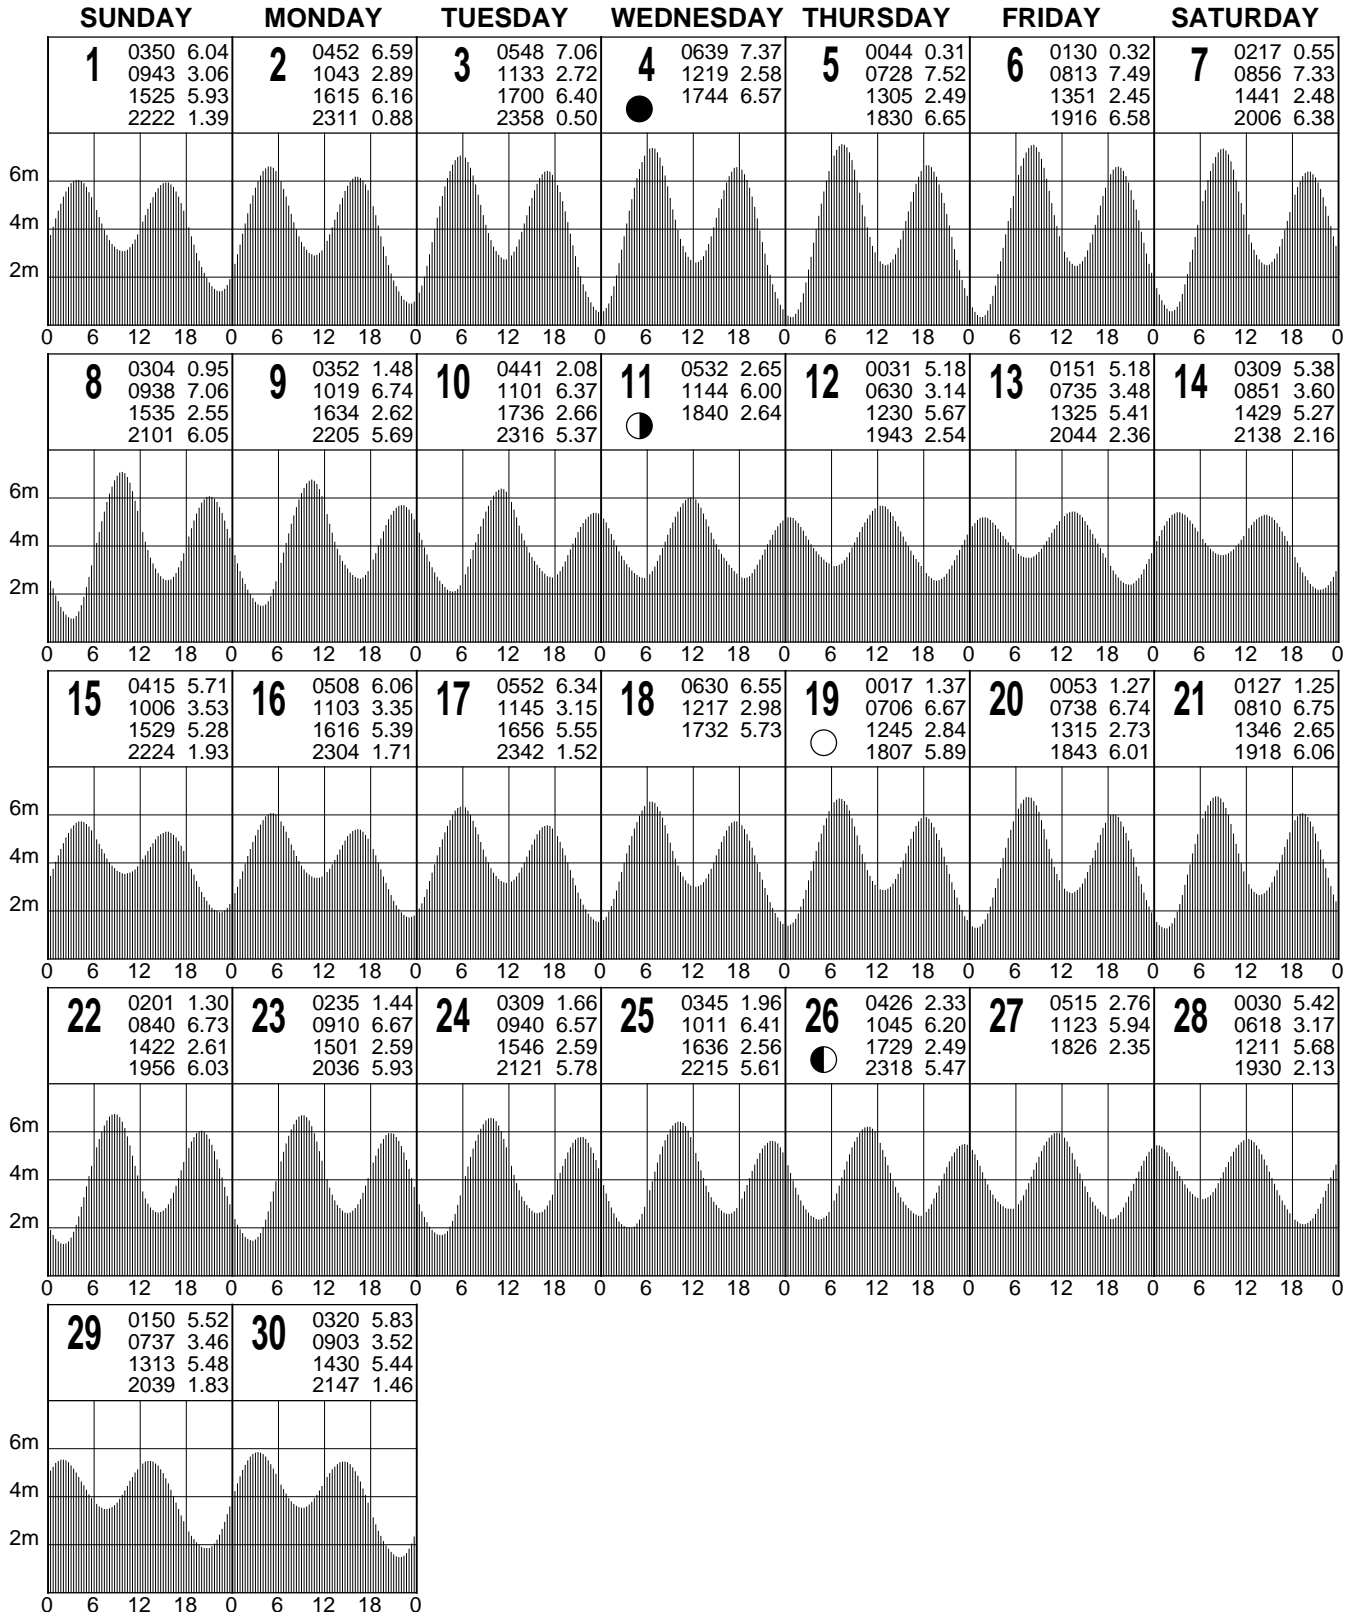 SUNDAY MONDAY TUESDAY WEDNESDAY THURSDAY FRIDAY SATURDAY
1 0350 6.04 2 0452 6.59 3 0548 7.06 4 0639 7.37 5 0044 0.31 6 0130 0.32 7 0217 0.55
0943 3.06 1043 2.89 1133 2.72 1219 2.58 0728 7.52 0813 7.49 0856 7.33
1525 5.93 1615 6.16 1700 6.40 1744 6.57 1305 2.49 1351 2.45 1441 2.48
2222 1.39 2311 0.88 2358 0.50 1830 6.65 1916 6.58 2006 6.38
6m
4m
2m
0 6 12 18 0 6 12 18 0 6 12 18 0 6 12 18 0 6 12 18 0 6 12 18 0 6 12 18 0
8 0304 0.95 9 0352 1.48 10 0441 2.08 11 0532 2.65 12 0031 5.18 13 0151 5.18 14 0309 5.38
0938 7.06 1019 6.74 1101 6.37 1144 6.00 0630 3.14 0735 3.48 0851 3.60
1535 2.55 1634 2.62 1736 2.66 1840 2.64 1230 5.67 1325 5.41 1429 5.27
2101 6.05 2205 5.69 2316 5.37 1943 2.54 2044 2.36 2138 2.16
6m
4m
2m
0 6 12 18 0 6 12 18 0 6 12 18 0 6 12 18 0 6 12 18 0 6 12 18 0 6 12 18 0
15 0415 5.71 16 0508 6.06 17 0552 6.34 18 0630 6.55 19 0017 1.37 20 0053 1.27 21 0127 1.25
1006 3.53 1103 3.35 1145 3.15 1217 2.98 0706 6.67 0738 6.74 0810 6.75
1529 5.28 1616 5.39 1656 5.55 1732 5.73 1245 2.84 1315 2.73 1346 2.65
2224 1.93 2304 1.71 2342 1.52 1807 5.89 1843 6.01 1918 6.06
6m
4m
2m
0 6 12 18 0 6 12 18 0 6 12 18 0 6 12 18 0 6 12 18 0 6 12 18 0 6 12 18 0
22 0201 1.30 23 0235 1.44 24 0309 1.66 25 0345 1.96 26 0426 2.33 27 0515 2.76 28 0030 5.42
0840 6.73 0910 6.67 0940 6.57 1011 6.41 1045 6.20 1123 5.94 0618 3.17
1422 2.61 1501 2.59 1546 2.59 1636 2.56 1729 2.49 1826 2.35 1211 5.68
1956 6.03 2036 5.93 2121 5.78 2215 5.61 2318 5.47 1930 2.13
6m
4m
2m
0 6 12 18 0 6 12 18 0 6 12 18 0 6 12 18 0 6 12 18 0 6 12 18 0 6 12 18 0
29 0150 5.52 30 0320 5.83
0737 3.46 0903 3.52
1313 5.48 1430 5.44
2039 1.83 2147 1.46
6m
4m
2m
0 6 12 18 0 6 12 18 0